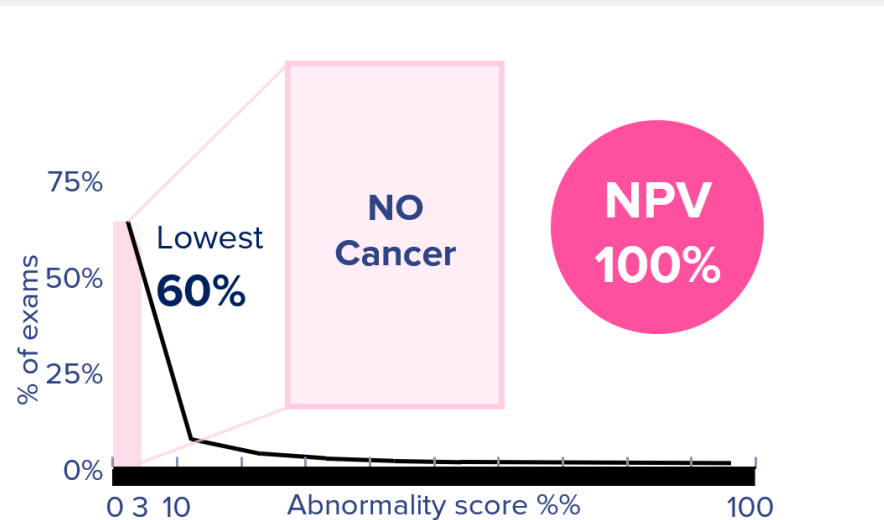 75%
50%
25%
0%
% of exams
Lowest
60%
NO
Cancer
NPV
100%
0 3 10
Abnormality score %%
100